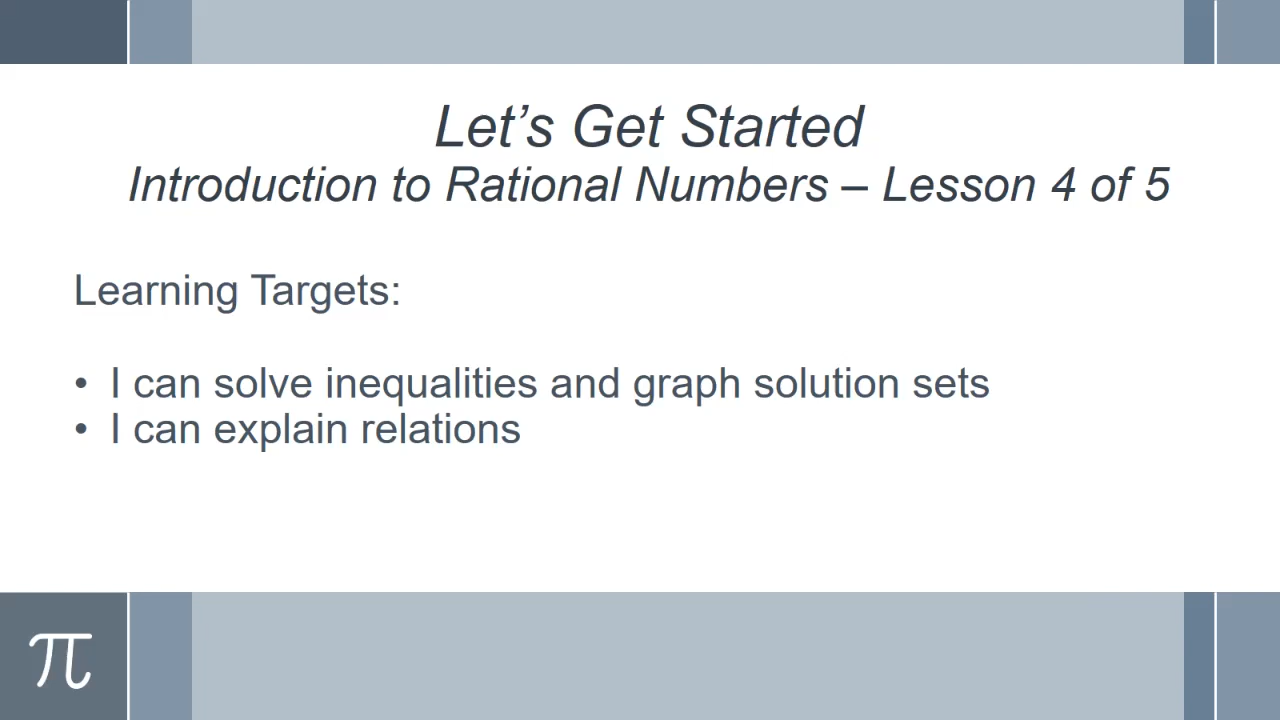 Let’s Get Started
Introduction to Rational Numbers – Lesson 4 of 5
Learning Targets:
• I can solve inequalities and graph solution sets
• I can explain relations
π